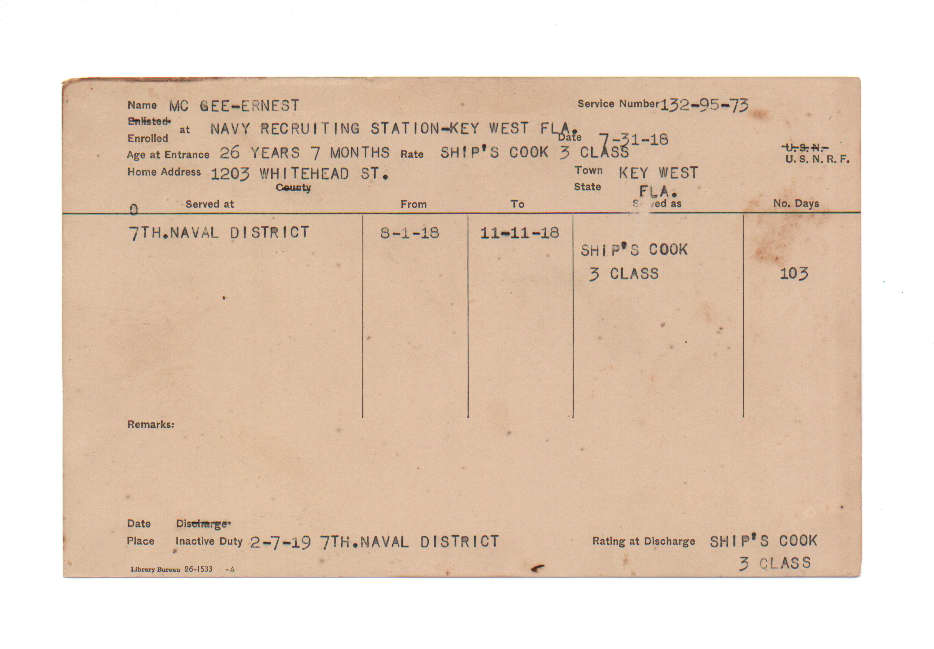 Name MC GEE-ERNEST Service Number 132-95-73
Enlisted
Enrolled at NAVY RECRUITING STATION-KEY WEST FLA. Date 7-31-18
Age at Entrance 26 YEARS 7 MONTHS Rate SHIP'S COOK 3 CLASS U. S. N.
U. S. N. R. F.
Home Address 1203 WHITEHEAD ST. Town KEY WEST
County State FLA.
0 Served at From To Served as No. Days
7TH.NAVAL DISTRICT 8-1-18 11-11-18
SHIP'S COOK
3 CLASS 103
Remarks:
Date Discharge
Place Inactive Duty 2-7-19 7TH.NAVAL DISTRICT Rating at Discharge SHIP'S COOK
3 CLASS
Library Bureau 26-1533 -A